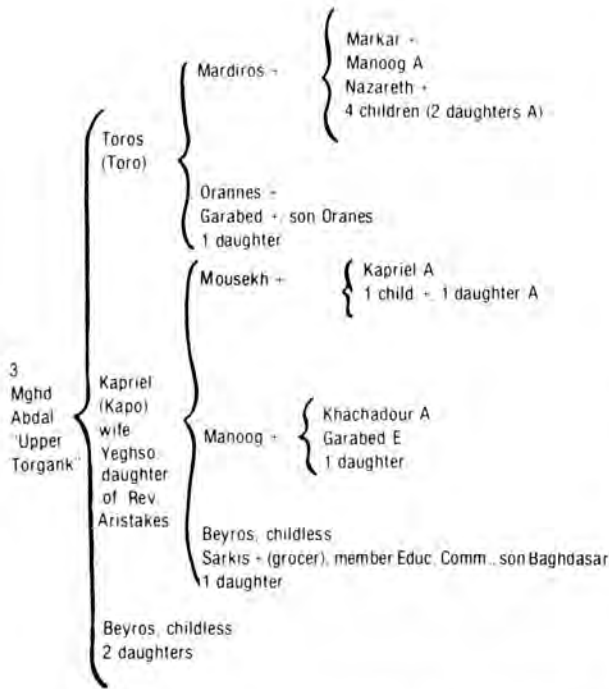 3
Mghd
Abdal
"Upper
Torgank"
Toros
(Toro)
Mardiros +
Markar +
Manoog A
Nazareth +
4 children (2 daughters A)
Orannes +
Garabed +, son Oranes
1 daughter
Kapriel
(Kapo)
wife
Yeghso
daughter
of Rev.
Aristakes
Mousekh +
Kapriel A
1 child + 1 daughter A
Manoog +
Khachadour A
Garabed E
1 daughter
Beyros, childless
Sarkis + (grocer), member Educ. Comm., son Baghdasar
1 daughter
Beyros, childless
2 daughters